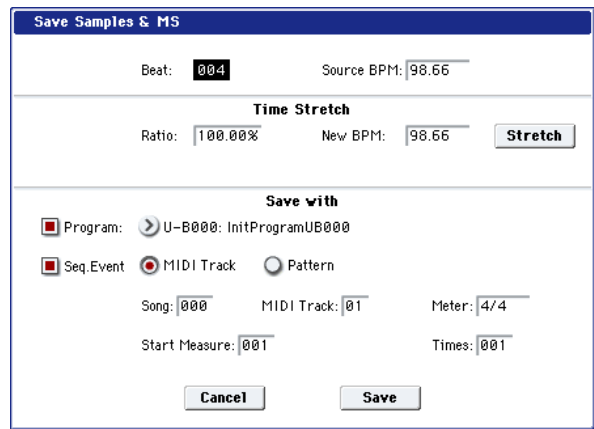 Save Samples & MS
Beat: 004 Source BPM: 98.66
Time Stretch
Ratio: 100.00% New BPM: 98.66 Stretch
Save with
Program: U-B000: InitProgramUB000
Seq.Event MIDI Track Pattern
Song: 000 MIDI Track: 01 Meter: 4/4
Start Measure: 001 Times: 001
Cancel Save